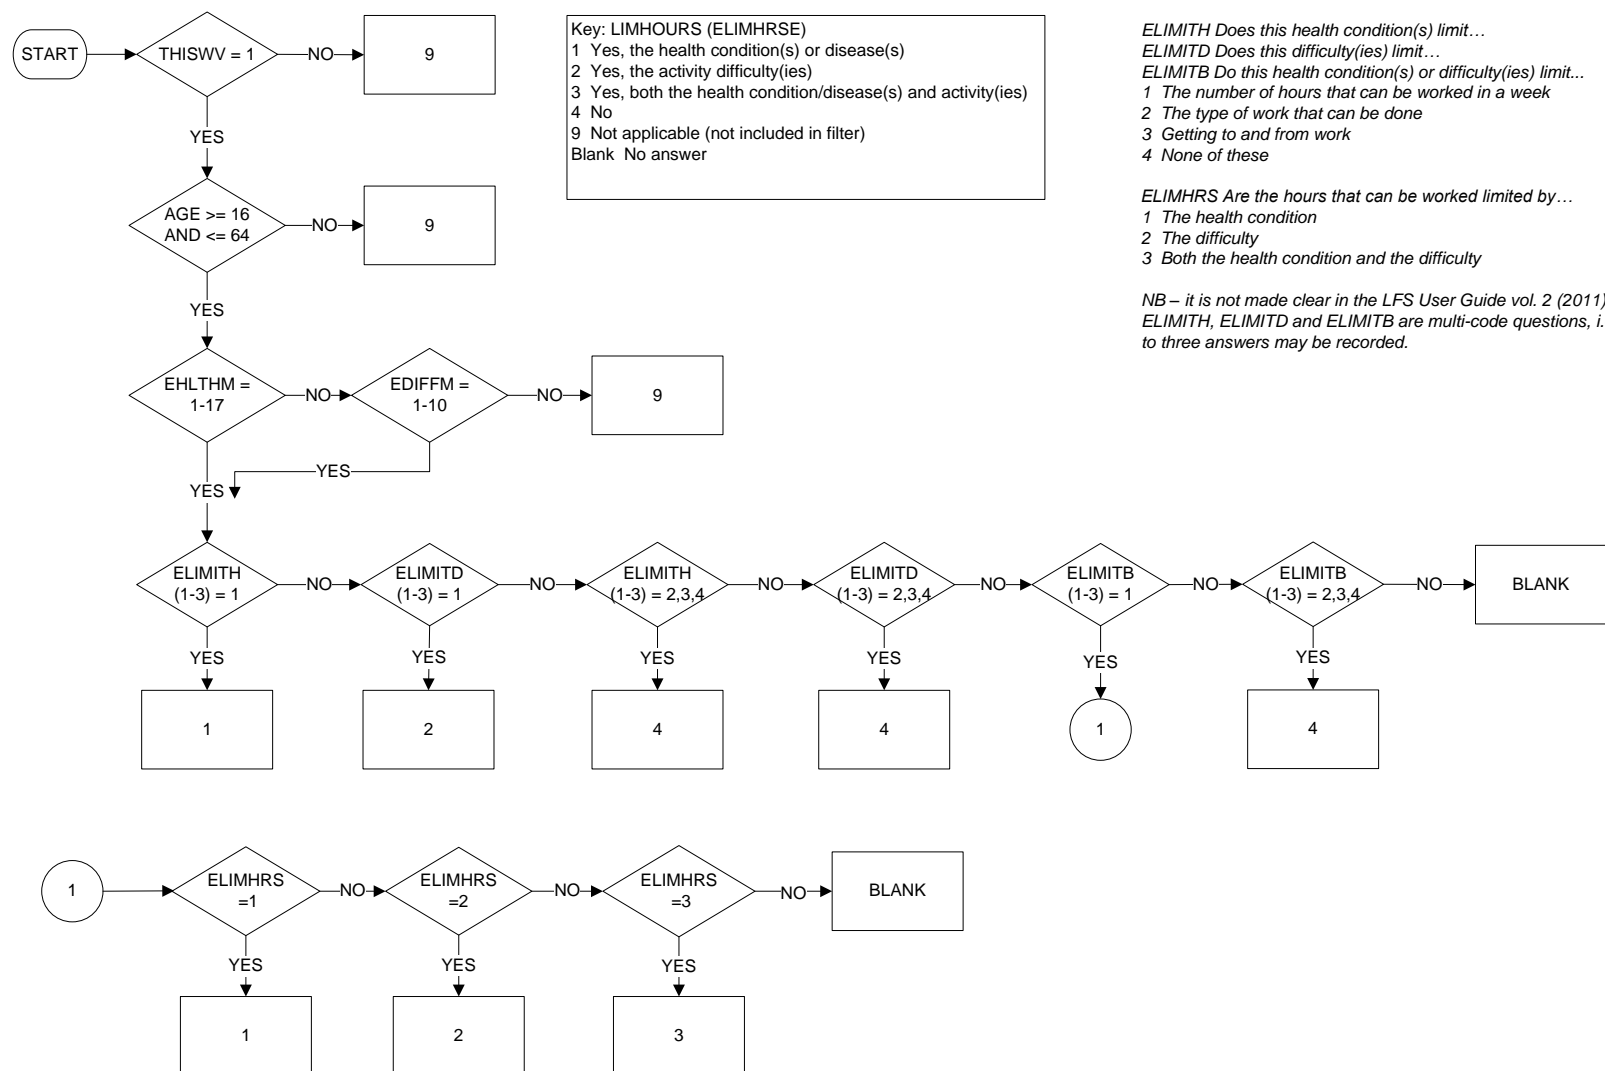 START
THISWV = 1
NO
9
YES
Key: LIMHOURS (ELIMHRSE)
1 Yes, the health condition(s) or disease(s)
2 Yes, the activity difficulty(ies)
3 Yes, both the health condition/disease(s) and activity(ies)
4 No
9 Not applicable (not included in filter)
Blank No answer
ELIMITH Does this health condition(s) limit…
ELIMITD Does this difficulty(ies) limit…
ELIMITB Do this health condition(s) or difficulty(ies) limit...
1 The number of hours that can be worked in a week
2 The type of work that can be done
3 Getting to and from work
4 None of these
ELIMHRS Are the hours that can be worked limited by…
1 The health condition
2 The difficulty
3 Both the health condition and the difficulty
NB – it is not made clear in the LFS User Guide vol. 2 (2011)
ELIMITH, ELIMITD and ELIMITB are multi-code questions, i.
to three answers may be recorded.
AGE >= 16
AND <= 64
NO
9
YES
EHLTHM =
1-17
NO
EDIFFM =
1-10
NO
9
YES
YES
ELIMITH
(1-3) = 1
NO
ELIMITD
(1-3) = 1
NO
ELIMITH
(1-3) = 2,3,4
NO
ELIMITD
(1-3) = 2,3,4
NO
ELIMITB
(1-3) = 1
NO
ELIMITB
(1-3) = 2,3,4
NO
BLANK
YES
YES
YES
YES
YES
YES
1
2
4
4
1
4
1
ELIMHRS
=1
NO
ELIMHRS
=2
NO
ELIMHRS
=3
NO
BLANK
YES
YES
YES
1
2
3